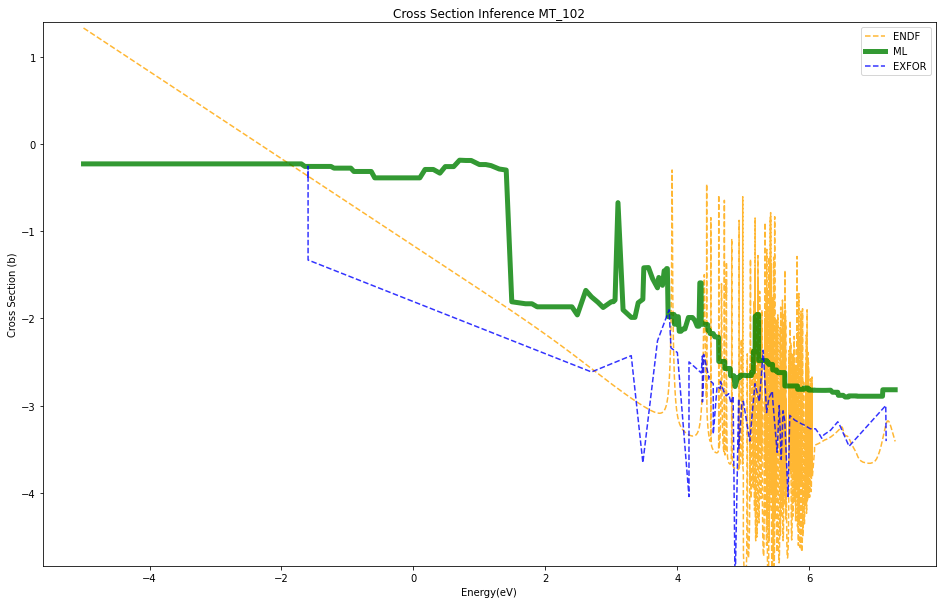 Cross Section Inference MT_102
ENDF
ML
EXFOR
Cross Section (b)
1
0
−1
−2
−3
−4
−4
−2
0
2
4
6
Energy(eV)